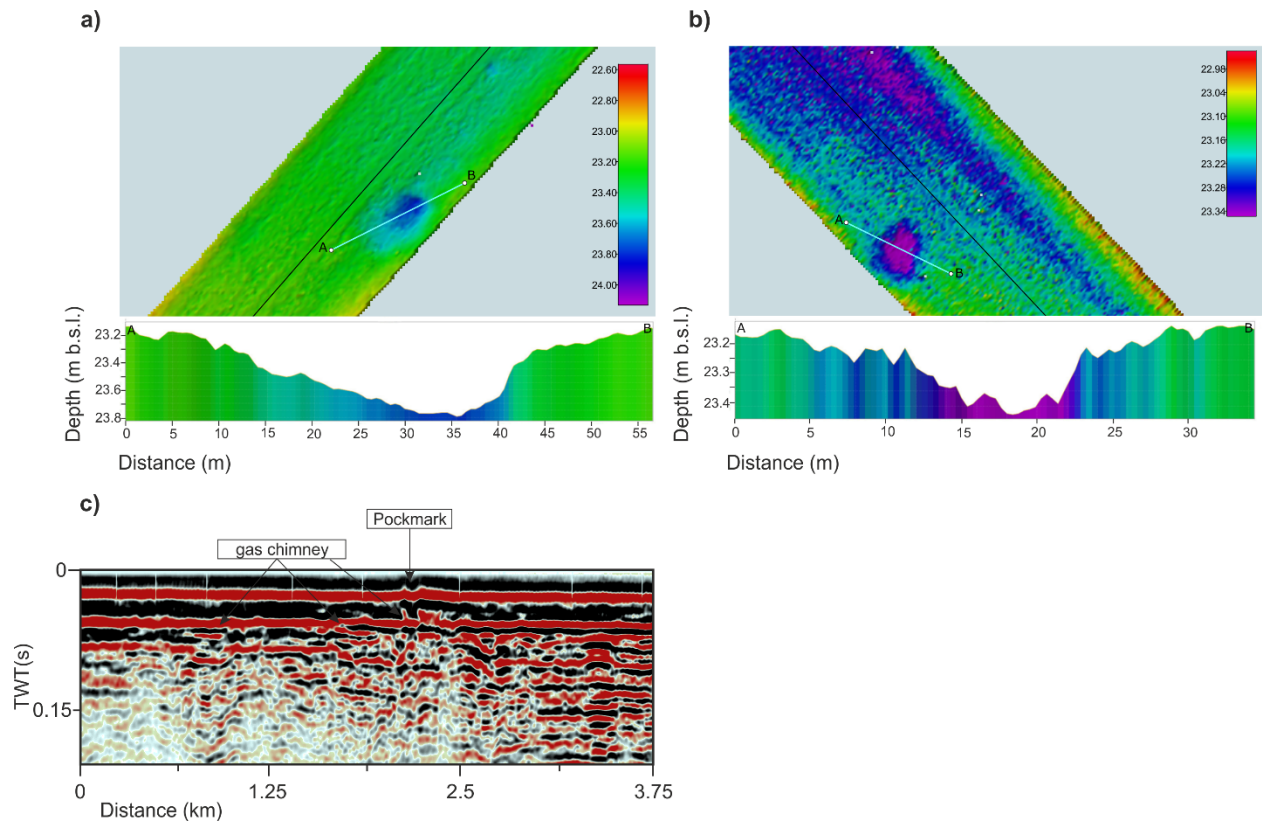 a)
A
B
22.60
22.80
23.00
23.20
23.40
23.60
23.80
24.00
A
B
Depth (m b.s.l.)
23.2
23.4
23.6
23.8
0 5 10 15 20 25 30 35 40 45 50 55
Distance (m)
b)
A
B
22.98
23.04
23.10
23.16
23.22
23.28
23.34
A
B
Depth (m b.s.l.)
23.2
23.3
23.4
0 5 10 15 20 25 30
Distance (m)
c)
Pockmark
gas chimney
TWT(s)
0
0.15
0 1.25 2.5 3.75
Distance (km)